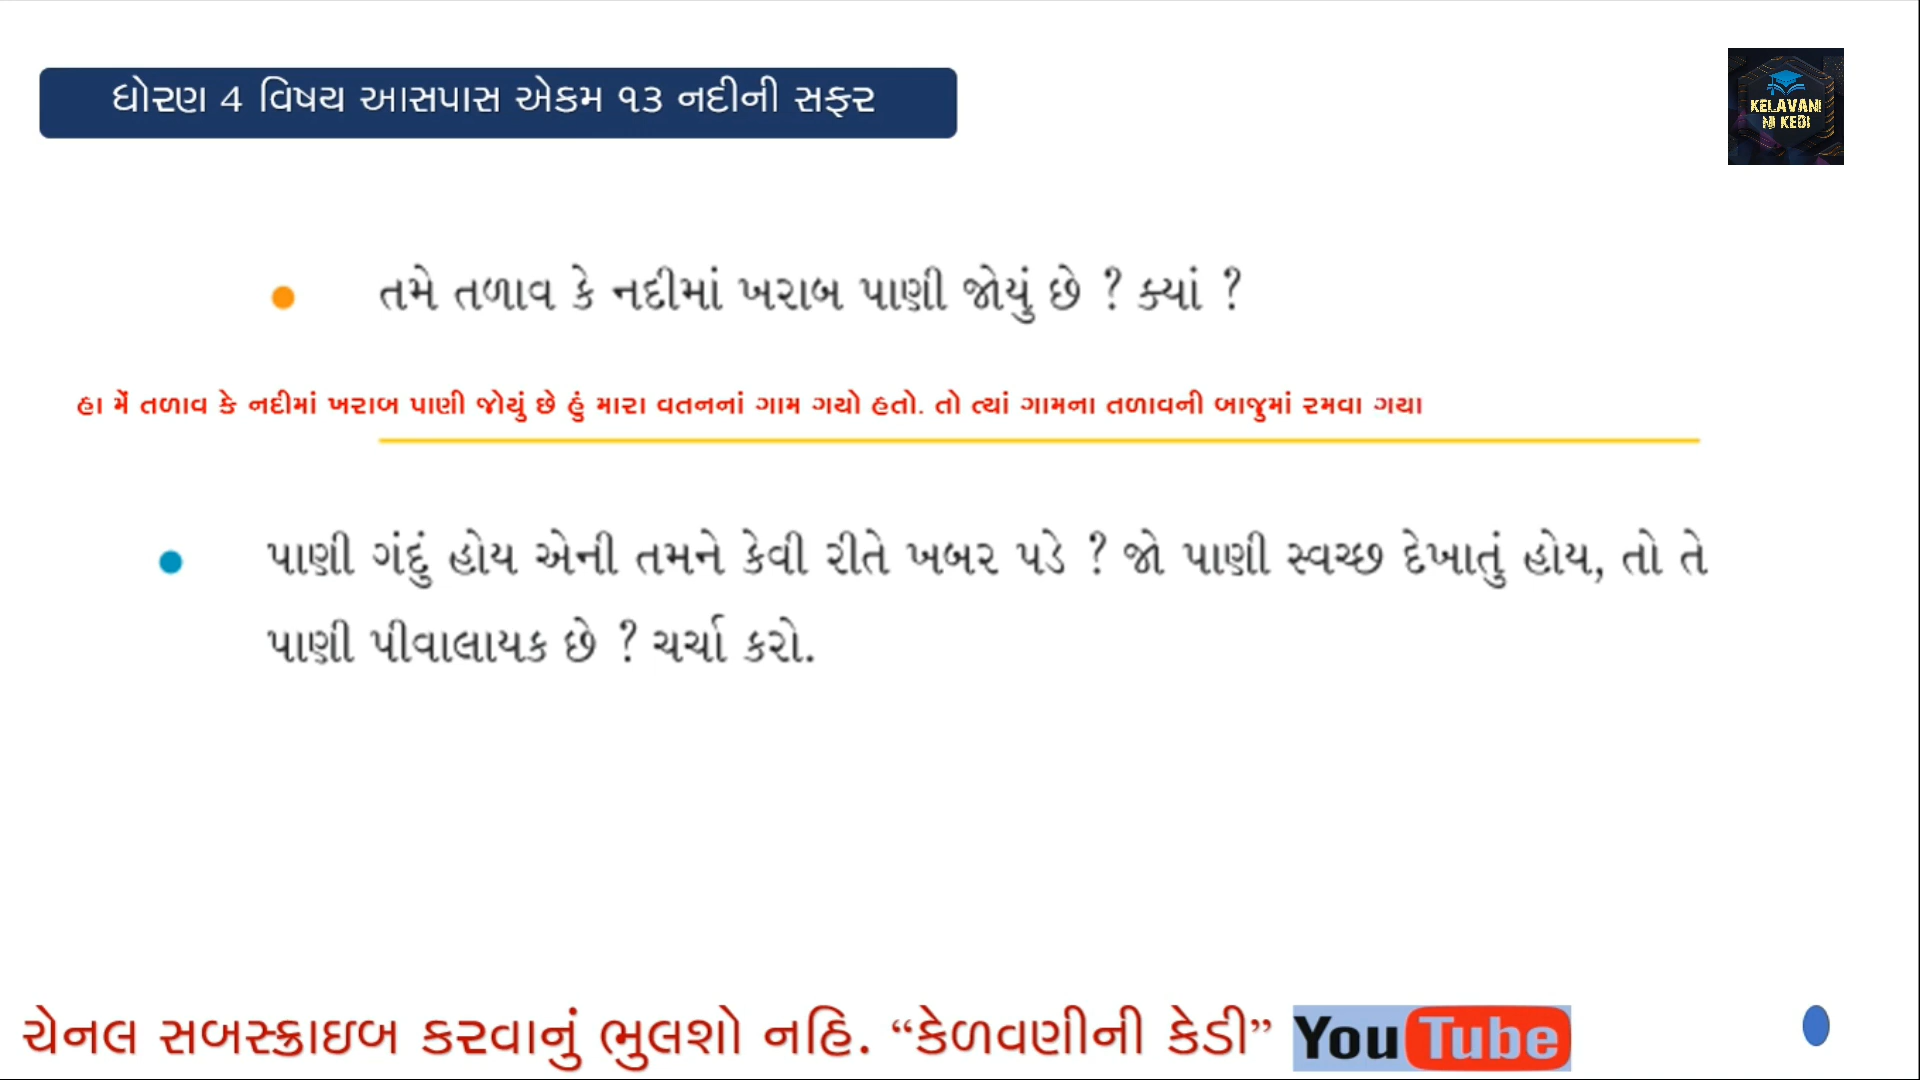 ધોરણ 4 વિષય આસપાસ એકમ ૧૩ નદીની સફર
KELAVANI
NI KEDI
તમે તળાવ કે નદીમાં ખરાબ પાણી જોયું છે ? ક્યાં ?
હા મેં તળાવ કે નદીમાં ખરાબ પાણી જોયું છે હું મારા વતનનાં ગામ ગયો હતો. તો ત્યાં ગામના તળાવની બાજુમાં રમવા ગયા
પાણી ગંદું હોય એની તમને કેવી રીતે ખબર પડે ? જો પાણી સ્વચ્છ દેખાતું હોય, તો તે
પાણી પીવાલાયક છે ? ચર્ચા કરો.
ચેનલ સબસ્ક્રાઇબ કરવાનું ભુલશો નહિ. “કેળવણીની કેડી” YouTube